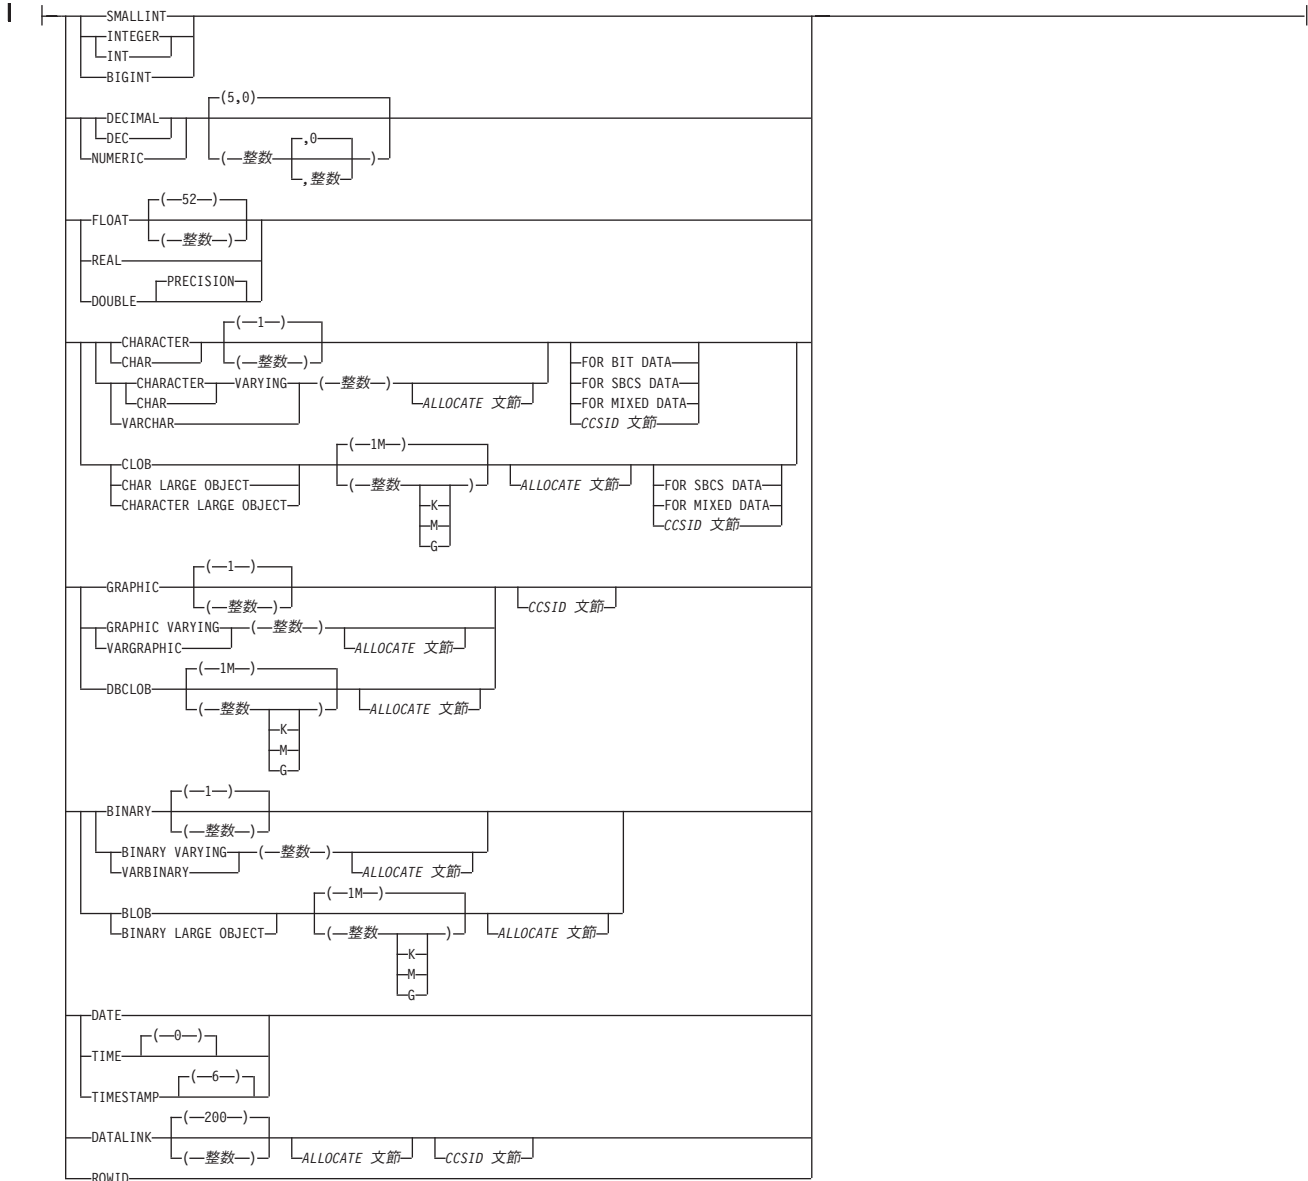 SMALLINT
INTEGER
INT
BIGINT
(5,0)
DECIMAL
DEC
NUMERIC
,0
( 整数 )
,整数
( 52 )
FLOAT
( 整数 )
REAL
PRECISION
DOUBLE
( 1 )
CHARACTER
CHAR ( 整数 ) FOR BIT DATA
CHARACTER VARYING ( 整数 ) FOR SBCS DATA
CHAR ALLOCATE 文節 FOR MIXED DATA
VARCHAR CCSID 文節
( 1M )
CLOB
CHAR LARGE OBJECT ( 整数 ) ALLOCATE 文節 FOR SBCS DATA
CHARACTER LARGE OBJECT K FOR MIXED DATA
M CCSID 文節
G
( 1 )
GRAPHIC
( 整数 ) CCSID 文節
GRAPHIC VARYING ( 整数 )
VARGRAPHIC ALLOCATE 文節
( 1M )
DBCLOB
( 整数 ) ALLOCATE 文節
K
M
G
( 1 )
BINARY
( 整数 )
BINARY VARYING ( 整数 )
VARBINARY ALLOCATE 文節
( 1M )
BLOB
BINARY LARGE OBJECT ( 整数 ) ALLOCATE 文節
K
M
G
DATE
( 0 )
TIME
( 6 )
TIMESTAMP
( 200 )
DATALINK
( 整数 ) ALLOCATE 文節 CCSID 文節
ROWID